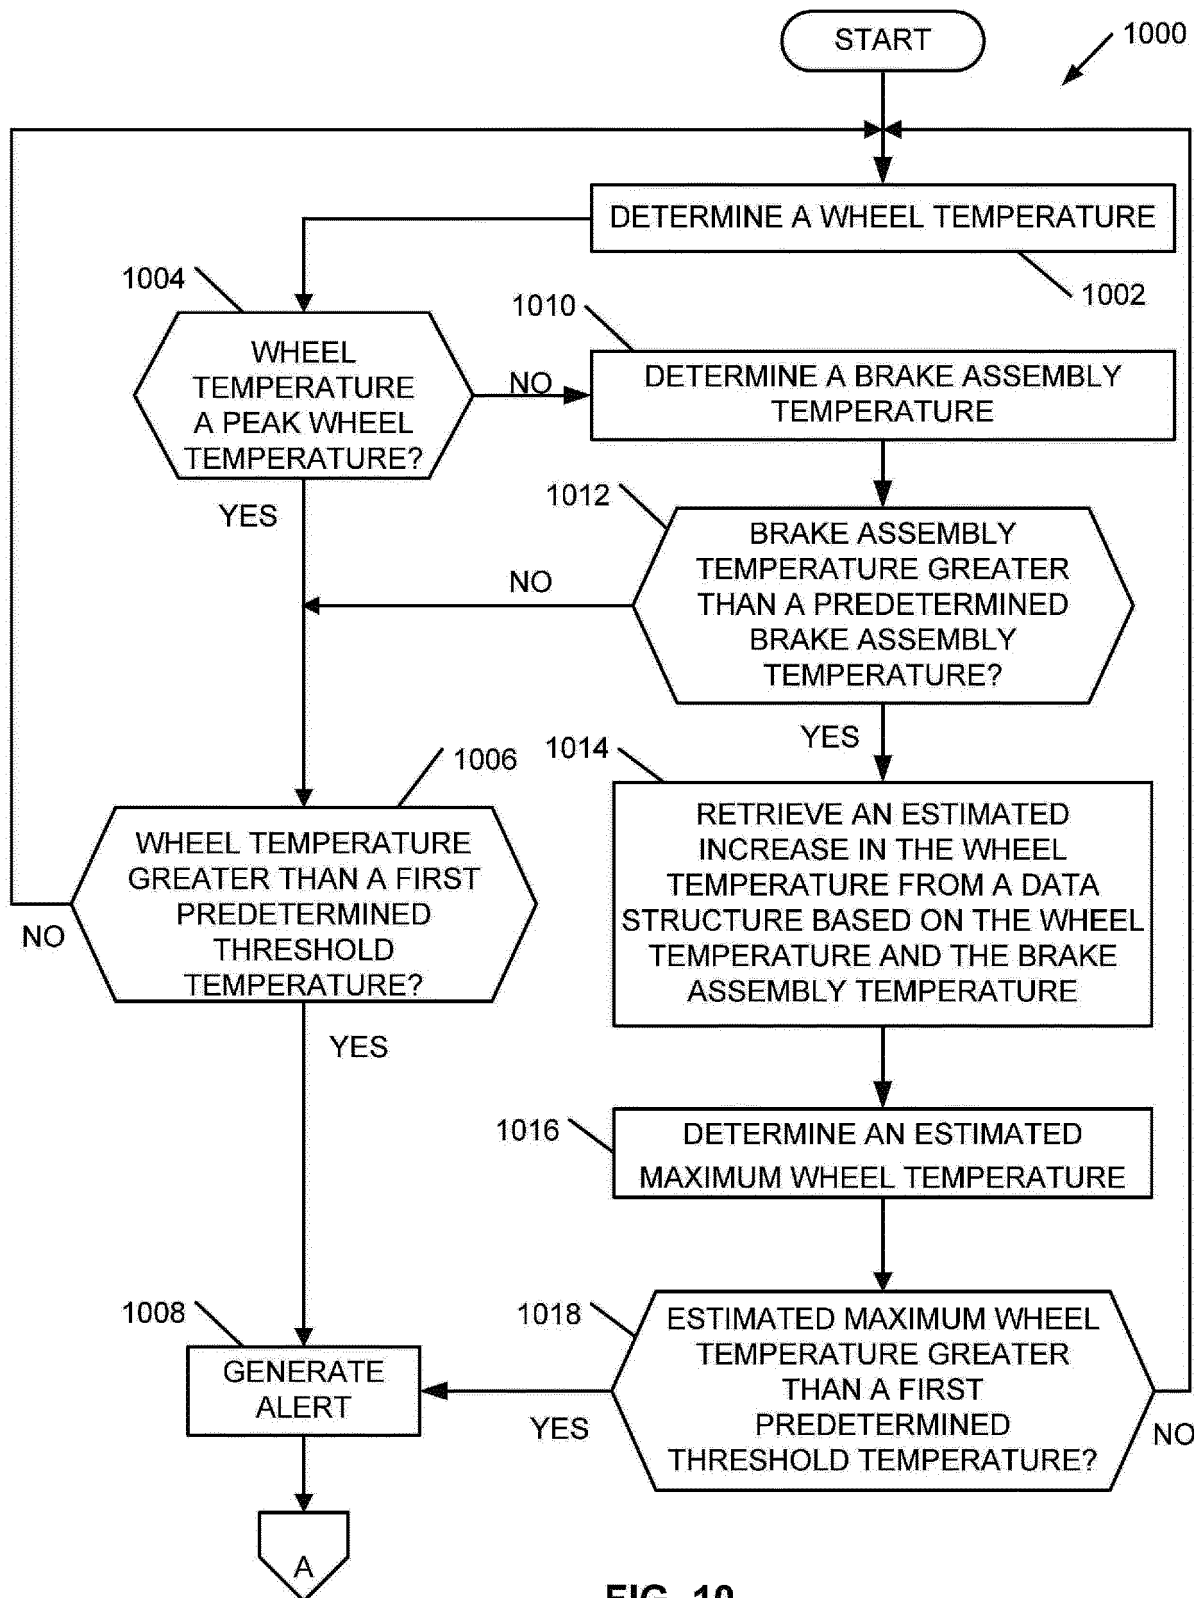 START
1000
DETERMINE A WHEEL TEMPERATURE
1002
1004
WHEEL
TEMPERATURE
A PEAK WHEEL
TEMPERATURE?
NO
YES
1010
DETERMINE A BRAKE ASSEMBLY
TEMPERATURE
1012
BRAKE ASSEMBLY
TEMPERATURE GREATER
THAN A PREDETERMINED
BRAKE ASSEMBLY
TEMPERATURE?
NO
YES
1006
WHEEL TEMPERATURE
GREATER THAN A FIRST
PREDETERMINED
THRESHOLD
TEMPERATURE?
NO
YES
1014
RETRIEVE AN ESTIMATED
INCREASE IN THE WHEEL
TEMPERATURE FROM A DATA
STRUCTURE BASED ON THE WHEEL
TEMPERATURE AND THE BRAKE
ASSEMBLY TEMPERATURE
1016
DETERMINE AN ESTIMATED
MAXIMUM WHEEL TEMPERATURE
1018
ESTIMATED MAXIMUM WHEEL
TEMPERATURE GREATER
THAN A FIRST
PREDETERMINED
THRESHOLD TEMPERATURE?
YES
NO
1008
GENERATE
ALERT
A
FIG. 10